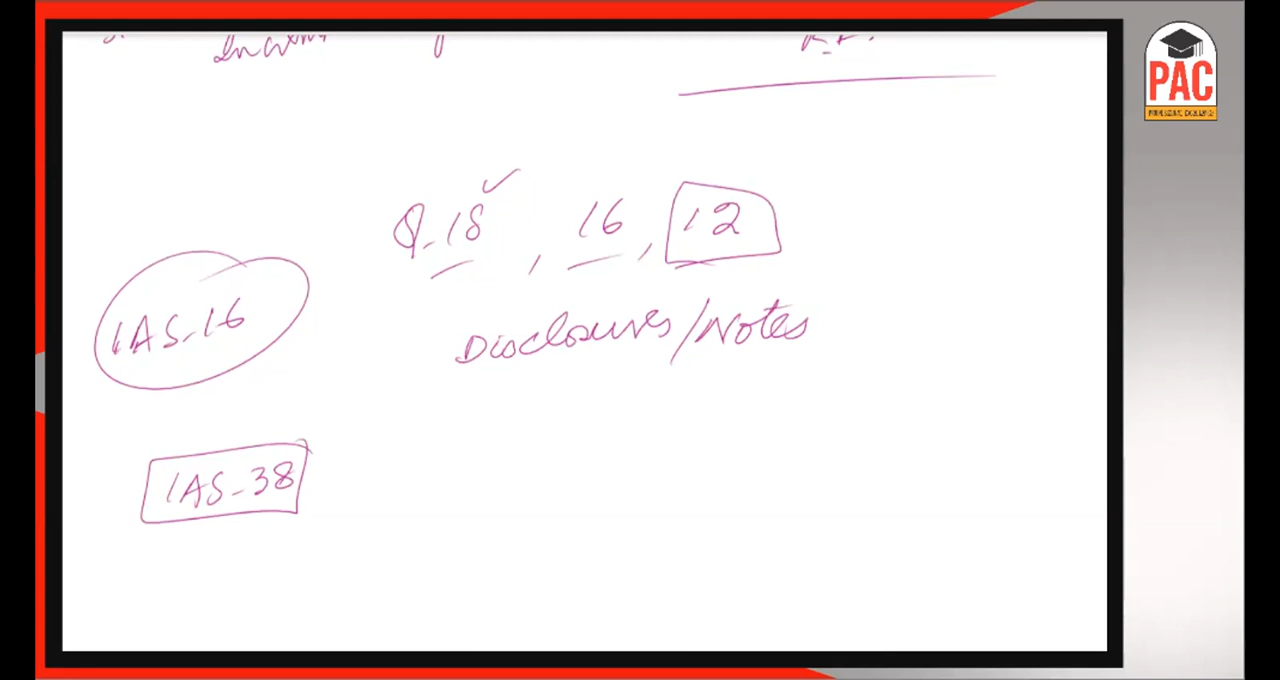 PAC
Q.18, 16, 12
IAS-16
Disclosures/Notes
IAS-38